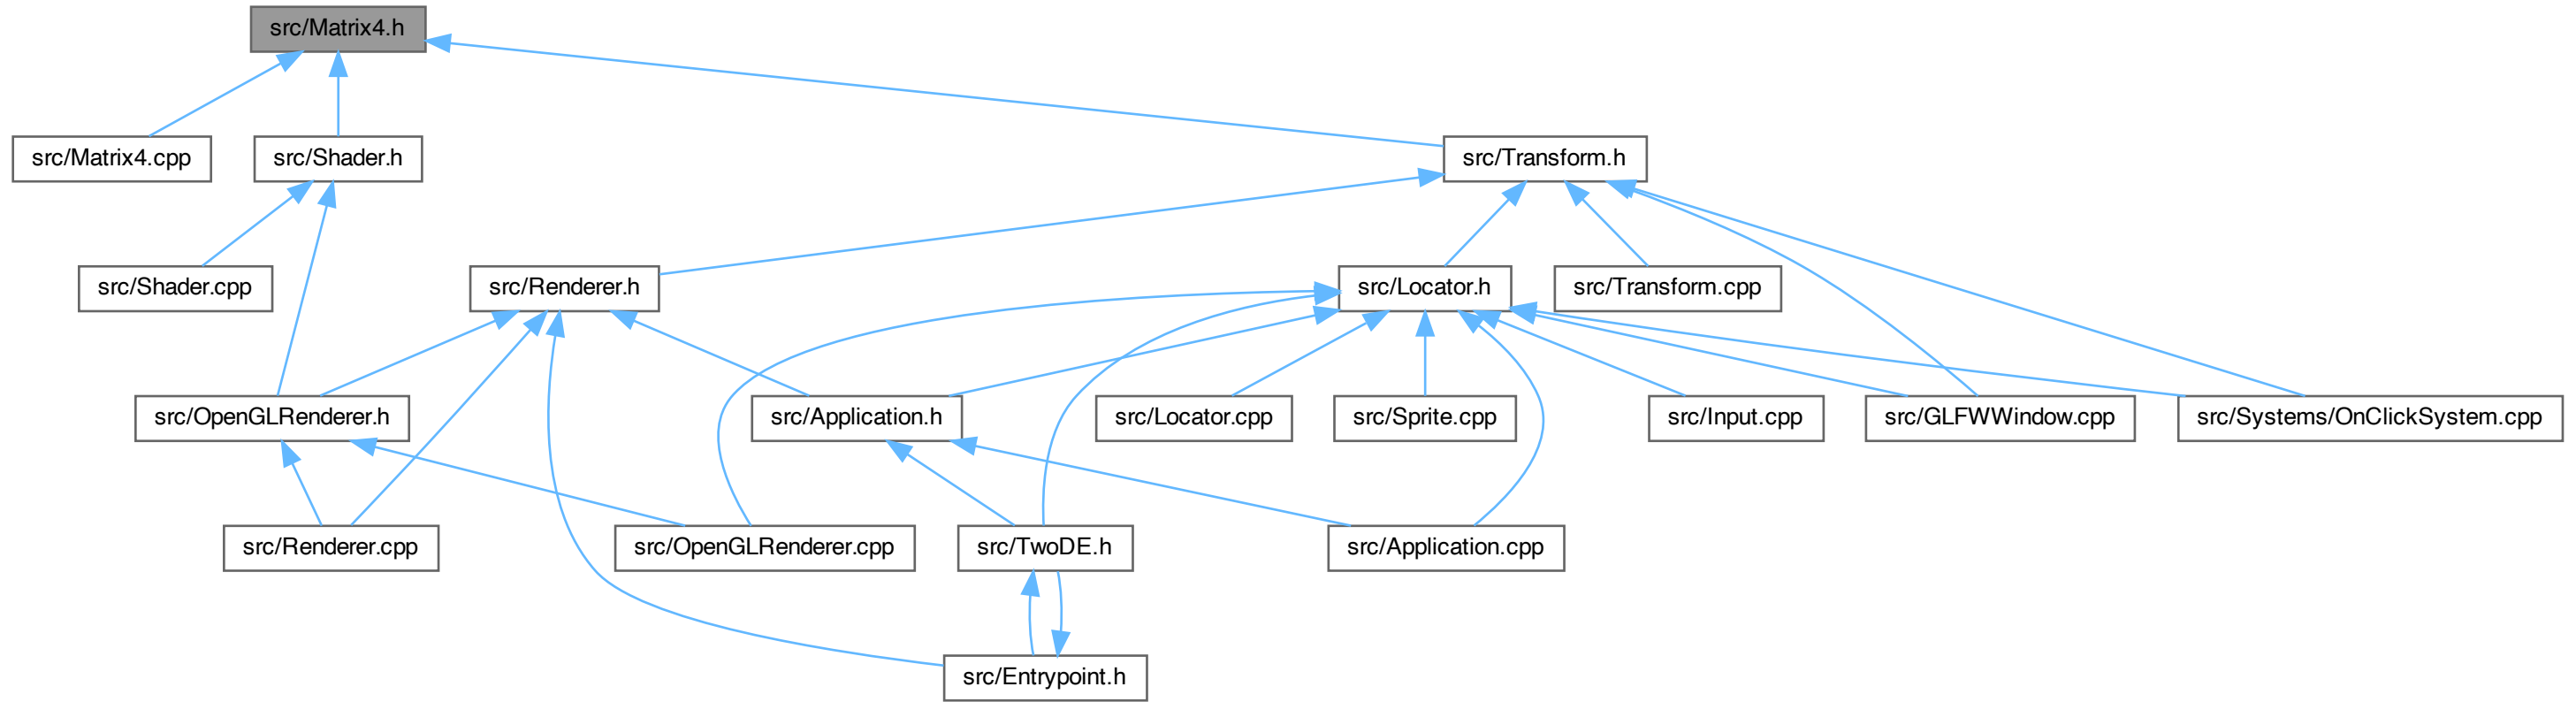 src/Matrix4.h
src/Matrix4.cpp
src/Shader.h
src/Transform.h
src/Shader.cpp
src/Renderer.h
src/Locator.h
src/Transform.cpp
src/OpenGLRenderer.h
src/Application.h
src/Locator.cpp
src/Sprite.cpp
src/Input.cpp
src/GLFWWindow.cpp
src/Systems/OnClickSystem.cpp
src/Renderer.cpp
src/OpenGLRenderer.cpp
src/TwoDE.h
src/Application.cpp
src/Entrypoint.h